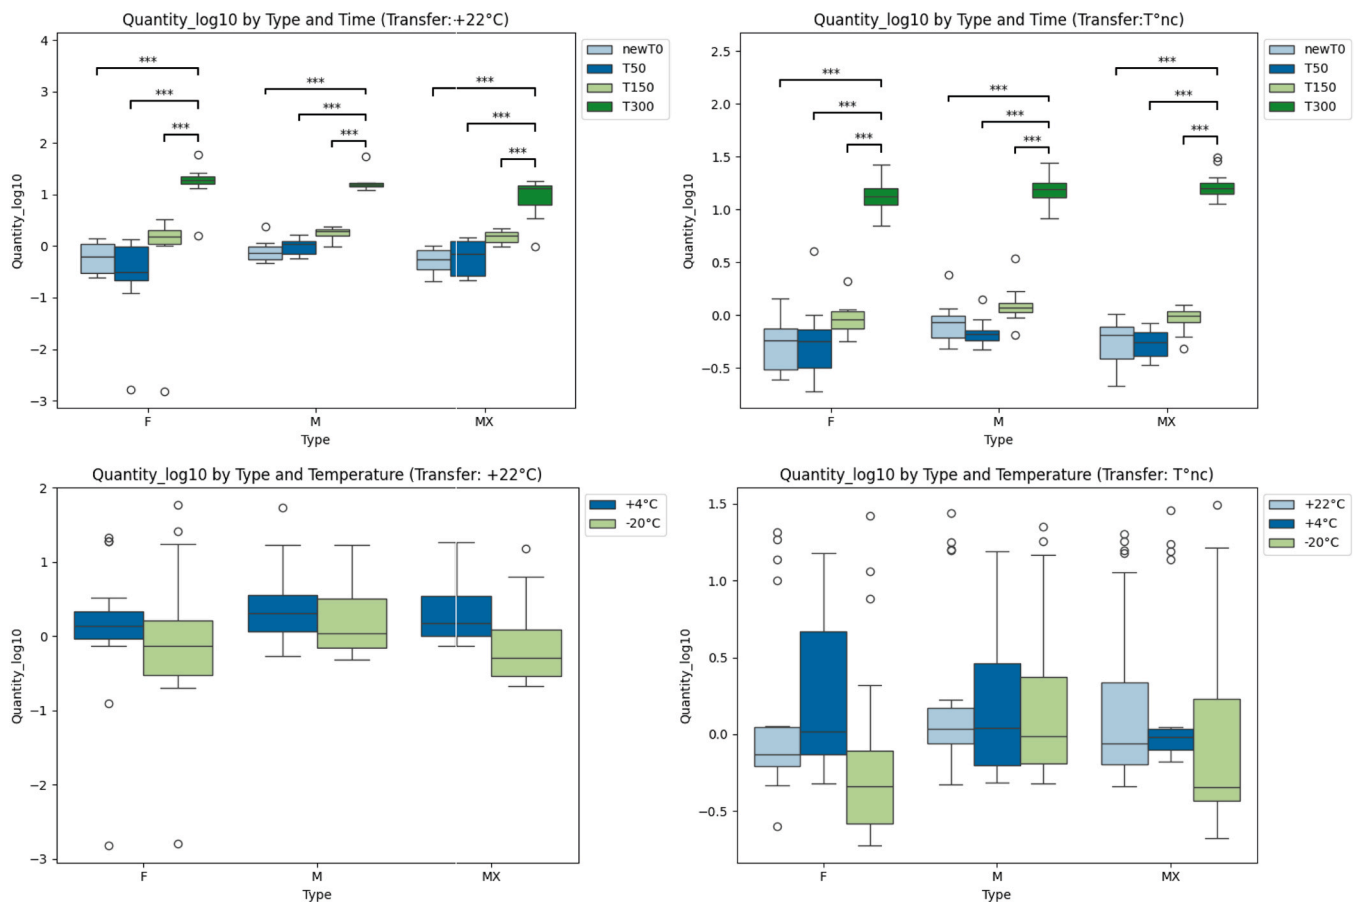 Quantity_log10 by Type and Time (Transfer:+22°C)
4
3
2
1
0
−1
−2
−3
Quantity_log10
***
***
***
***
***
***
***
***
***
F
M
MX
Type
newT0
T50
T150
T300
Quantity_log10 by Type and Time (Transfer:T°nc)
2.5
2.0
1.5
1.0
0.5
0.0
−0.5
Quantity_log10
***
***
***
***
***
***
***
***
***
F
M
MX
Type
newT0
T50
T150
T300
Quantity_log10 by Type and Temperature (Transfer: +22°C)
2
1
0
−1
−2
−3
Quantity_log10
F
M
MX
Type
+4°C
-20°C
Quantity_log10 by Type and Temperature (Transfer: T°nc)
1.5
1.0
0.5
0.0
−0.5
Quantity_log10
F
M
MX
Type
+22°C
+4°C
-20°C